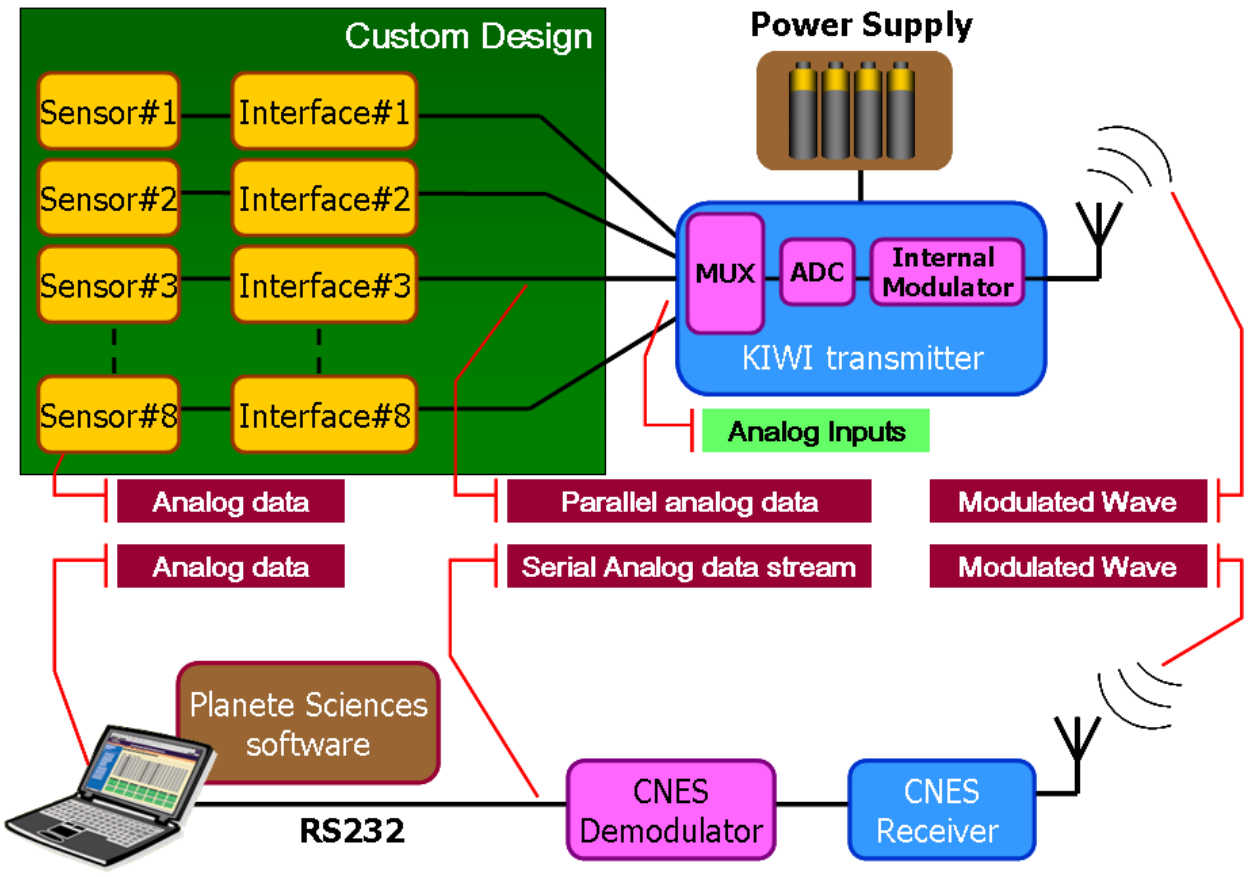 Custom Design
Power Supply
Sensor#1
Interface#1
Sensor#2
Interface#2
Sensor#3
Interface#3
Sensor#8
Interface#8
MUX
ADC
Internal
Modulator
KIWI transmitter
Analog Inputs
Analog data
Parallel analog data
Modulated Wave
Analog data
Serial Analog data stream
Modulated Wave
Planete Sciences
software
RS232
CNES
Demodulator
CNES
Receiver